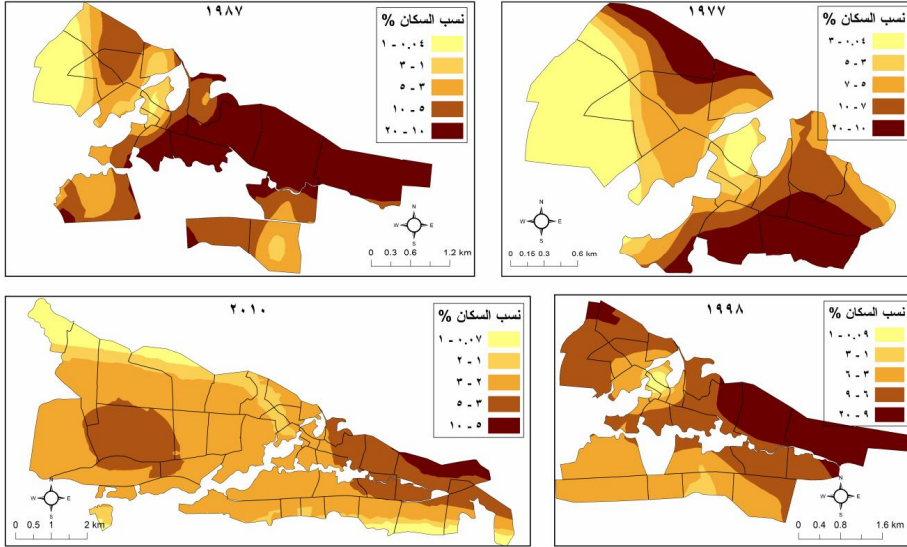 ١٩٨٧
نسب السكان %
٠.٠٤ - ١
١ - ٣
٣ - ٥
٥ - ١٠
١٠ - ٢٠
N
W E
S
0 0.3 0.6 1.2 km
١٩٧٧
نسب السكان %
٠.٠٤ - ٣
٣ - ٥
٥ - ٧
٧ - ١٠
١٠ - ٢٠
N
W E
S
0 0.15 0.3 0.6 km
٢٠١٠
نسب السكان %
٠.٠٧ - ١
١ - ٢
٢ - ٣
٣ - ٥
٥ - ١٠
N
W E
S
0 0.5 1 2 km
١٩٩٨
نسب السكان %
٠.٠٩ - ١
١ - ٣
٣ - ٦
٦ - ٩
٩ - ٢٠
N
W E
S
0 0.4 0.8 1.6 km